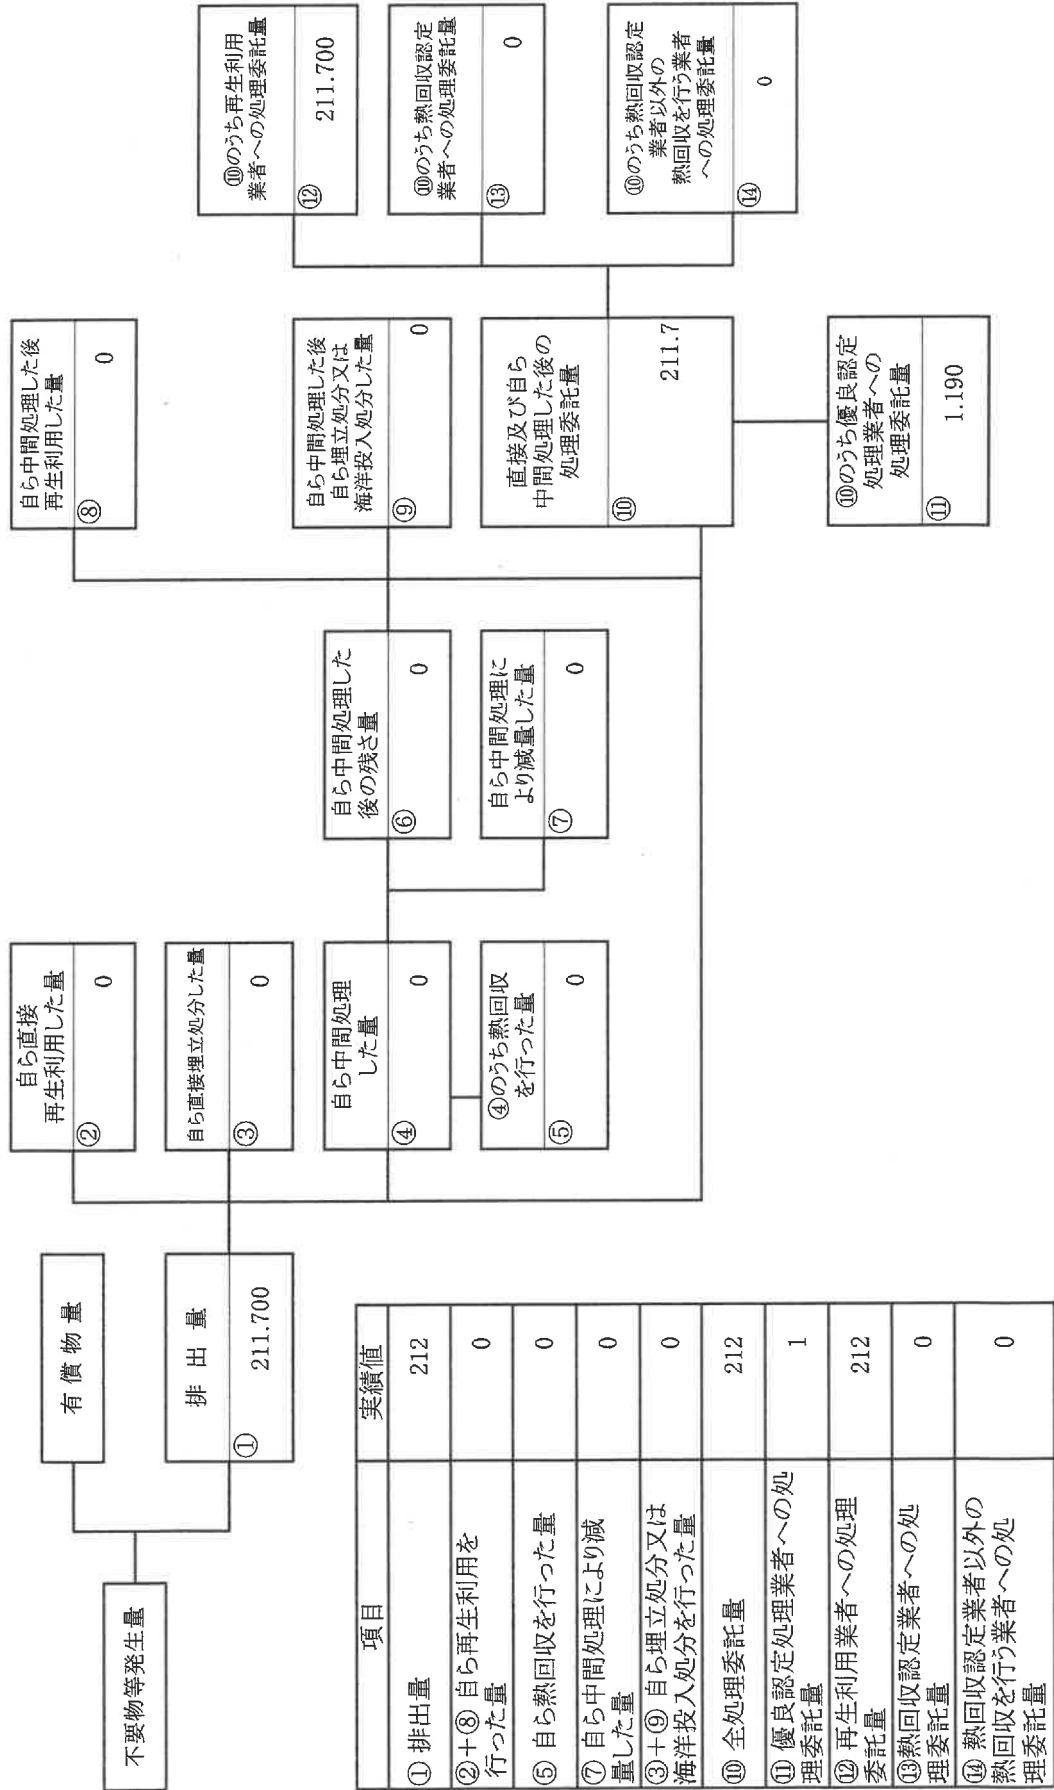 不要物等発生量
有償物量
排出量
① 211.700
自ら直接
再生利用した量
② 0
自ら直接埋立処分した量
③ 0
自ら中間処理
した量
④ 0
④のうち熱回収
を行った量
⑤ 0
自ら中間処理した
後の残さ量
⑥ 0
自ら中間処理に
より減量した量
⑦ 0
自ら中間処理した後
再生利用した量
⑧ 0
自ら中間処理した後
自ら埋立処分又は
海洋投入処分した量
⑨ 0
直接及び自ら
中間処理した後の
処理委託量
⑩ 211.7
⑩のうち優良認定
処理業者への
処理委託量
⑪ 1.190
⑩のうち再生利用
業者への処理委託量
⑫ 211.700
⑩のうち熱回収認定
業者への処理委託量
⑬ 0
⑩のうち熱回収認定
業者以外の
熱回収を行う業者
への処理委託量
⑭ 0
項目 実績値
① 排出量 212
②+⑧ 自ら再生利用を
行った量 0
⑤ 自ら熱回収を行った量 0
⑦ 自ら中間処理により減
量した量 0
③+⑨ 自ら埋立処分又は
海洋投入処分を行った量 0
⑩ 全処理委託量 212
⑪ 優良認定処理業者への処
理委託量 1
⑫ 再生利用業者への処理
委託量 212
⑬熱回収認定業者への処
理委託量 0
⑭ 熱回収認定業者以外の
熱回収を行う業者への処
理委託量 0